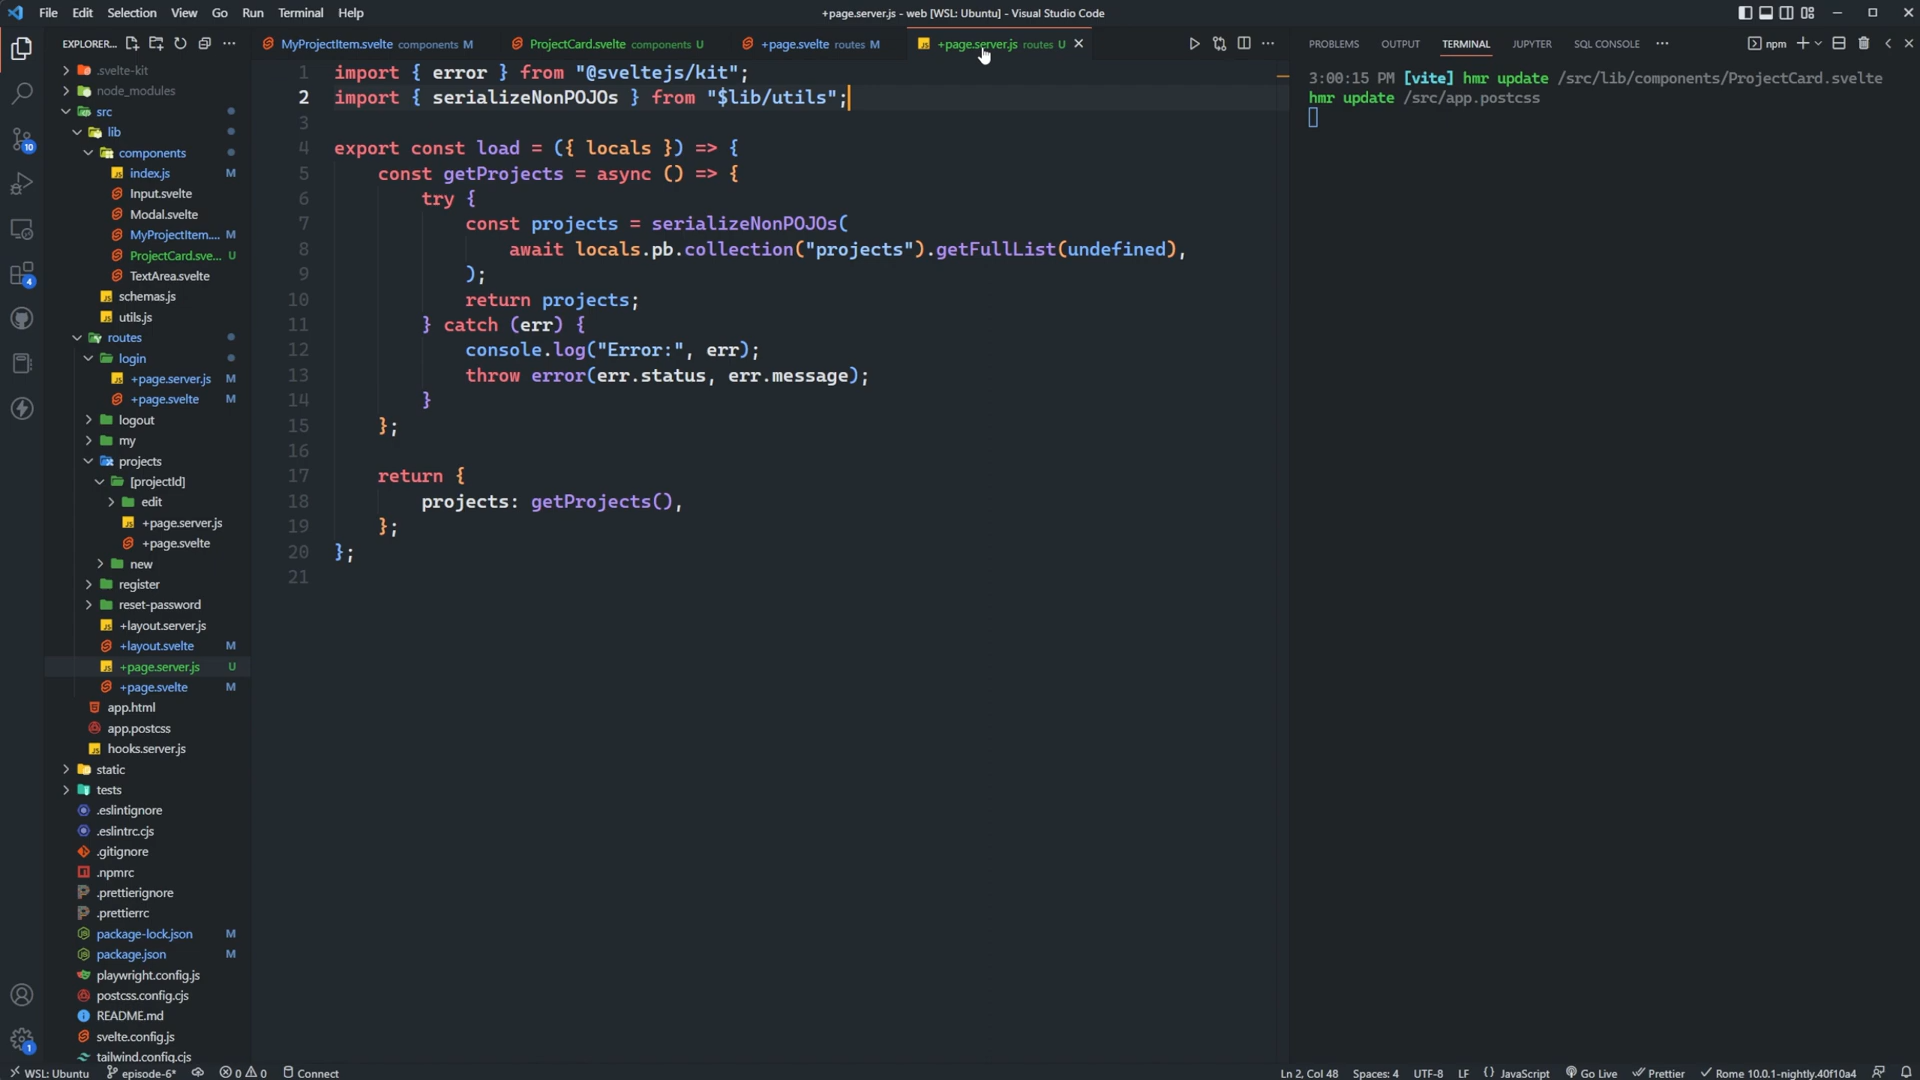 File Edit Selection View Go Run Terminal Help
+page.server.js - web [WSL: Ubuntu] - Visual Studio Code
EXPLORER...
MyProjectItem.svelte components M
ProjectCard.svelte components U
+page.svelte routes M
+page.server.js routes U
PROBLEMS OUTPUT TERMINAL JUPYTER SQL CONSOLE
npm
.svelte-kit
node_modules
src
lib
components
index.js M
Input.svelte
Modal.svelte
MyProjectItem.... M
ProjectCard.sve... U
TextArea.svelte
schemas.js
utils.js
routes
login
+page.server.js M
+page.svelte M
logout
my
projects
[projectId]
edit
+page.server.js
+page.svelte
new
register
reset-password
+layout.server.js
+layout.svelte M
+page.server.js U
+page.svelte M
app.html
app.postcss
hooks.server.js
static
tests
.eslintignore
.eslintrc.cjs
.gitignore
.npmrc
.prettierignore
.prettierrc
package-lock.json M
package.json M
playwright.config.js
postcss.config.cjs
README.md
svelte.config.js
tailwind.config.cjs
10
4
1
1 import { error } from "@sveltejs/kit";
2 import { serializeNonPOJOs } from "$lib/utils";
3
4 export const load = ({ locals }) => {
5 const getProjects = async () => {
6 try {
7 const projects = serializeNonPOJOs(
8 await locals.pb.collection("projects").getFullList(undefined),
9 );
10 return projects;
11 } catch (err) {
12 console.log("Error:", err);
13 throw error(err.status, err.message);
14 }
15 };
16
17 return {
18 projects: getProjects(),
19 };
20 };
21
3:00:15 PM [vite] hmr update /src/lib/components/ProjectCard.svelte
hmr update /src/app.postcss
WSL: Ubuntu episode-6* 0 0 Connect
Ln 2, Col 48 Spaces: 4 UTF-8 LF {} JavaScript Go Live Prettier Rome 10.0.1-nightly.40f10a4